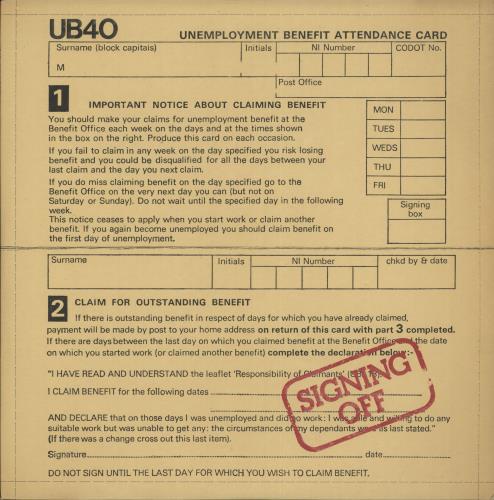 UB40 UNEMPLOYMENT BENEFIT ATTENDANCE CARD
Surname (block capitals) Initials NI Number CODOT No.
M
Post Office
1 IMPORTANT NOTICE ABOUT CLAIMING BENEFIT
You should make your claims for unemployment benefit at the
Benefit Office each week on the days and at the times shown
in the box on the right. Produce this card on each occasion.
If you fail to claim in any week on the day specified you risk losing
benefit and you could be disqualified for all the days between your
last claim and the day you next claim.
If you do miss claiming benefit on the day specified go to the
Benefit Office on the very next day you can (but not on
Saturday or Sunday). Do not wait until the specified day in the following
week.
This notice ceases to apply when you start work or claim another
benefit. If you again become unemployed you should claim benefit on
the first day of unemployment.
MON
TUES
WEDS
THUR
FRI
Signing
box
Surname Initials NI Number chkd by & date
2 CLAIM FOR OUTSTANDING BENEFIT
If there is outstanding benefit in respect of days for which you have already claimed,
payment will be made by post to your home address on return of this card with part 3 completed.
If there are days between the last day on which you claimed benefit at the Benefit Office and the date
on which you started work (or claimed another benefit) complete the declaration below:-
"I HAVE READ AND UNDERSTAND the leaflet 'Responsibility of Claimants'
I CLAIM BENEFIT for the following dates
SIGNING
OFF
AND DECLARE that on those days I was unemployed and did no work: I was able and willing to do any
suitable work but was unable to get any: the circumstances of my dependants were as last stated."
(If there was a change cross out this last item).
Signature date
DO NOT SIGN UNTIL THE LAST DAY FOR WHICH YOU WISH TO CLAIM BENEFIT.